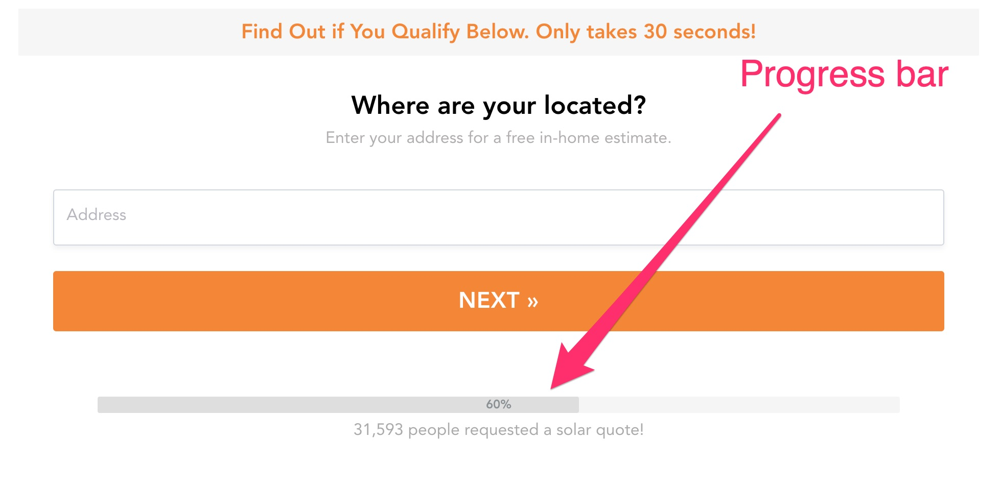 Find Out if You Qualify Below. Only takes 30 seconds!
Progress bar
Where are your located?
Enter your address for a free in-home estimate.
Address
NEXT »
60%
31,593 people requested a solar quote!